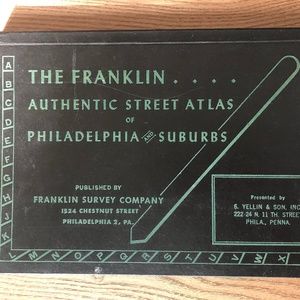 THE FRANKLIN . . . .
AUTHENTIC STREET ATLAS
OF
PHILADELPHIA AND SUBURBS
PUBLISHED BY
FRANKLIN SURVEY COMPANY
1524 CHESTNUT STREET
PHILADELPHIA 2, PA.
Presented by
S. YELLIN & SON, INC.
222-24 N. 11 TH. STREET
PHILA., PENNA.
A
B
C
D
E
F
G
H
J
K
L
M
N
O
P
Q
R
S
T
U
V
W
X